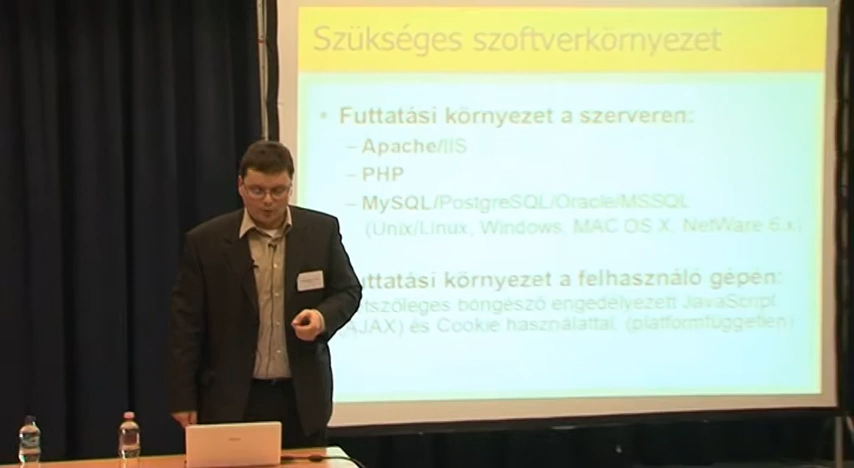 Szükséges szoftverkörnyezet
• Futtatási környezet a szerveren:
– Apache/IIS
– PHP
– MySQL/PostgreSQL/Oracle/MSSQL
(Unix/Linux, Windows, MAC OS X, NetWare 6.x)
uttatási környezet a felhasználó gépén:
tszőleges böngésző engedélyezett JavaScript
AJAX) és Cookie használattal, (platformfüggetlen)